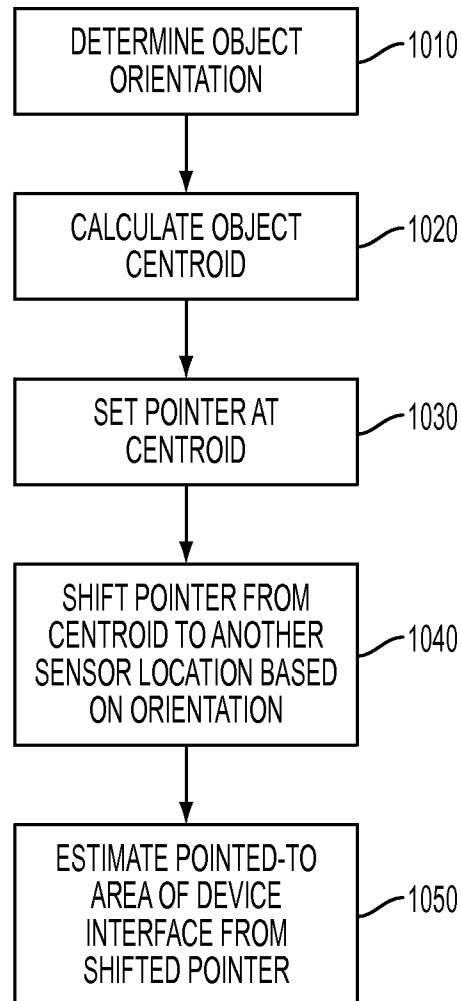 DETERMINE OBJECT
ORIENTATION
1010
CALCULATE OBJECT
CENTROID
1020
SET POINTER AT
CENTROID
1030
SHIFT POINTER FROM
CENTROID TO ANOTHER
SENSOR LOCATION BASED
ON ORIENTATION
1040
ESTIMATE POINTED-TO
AREA OF DEVICE
INTERFACE FROM
SHIFTED POINTER
1050